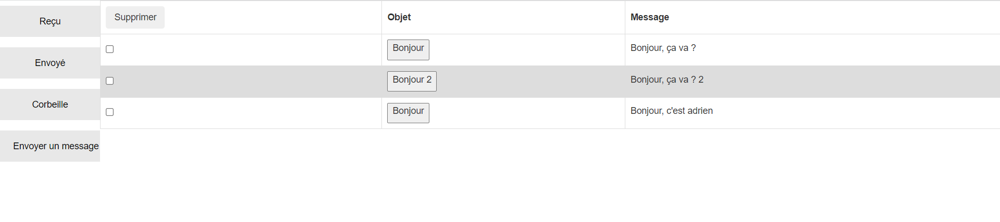 Reçu
Envoyé
Corbeille
Envoyer un message
Supprimer Objet Message
Bonjour Bonjour, ça va ?
Bonjour 2 Bonjour, ça va ? 2
Bonjour Bonjour, c'est adrien